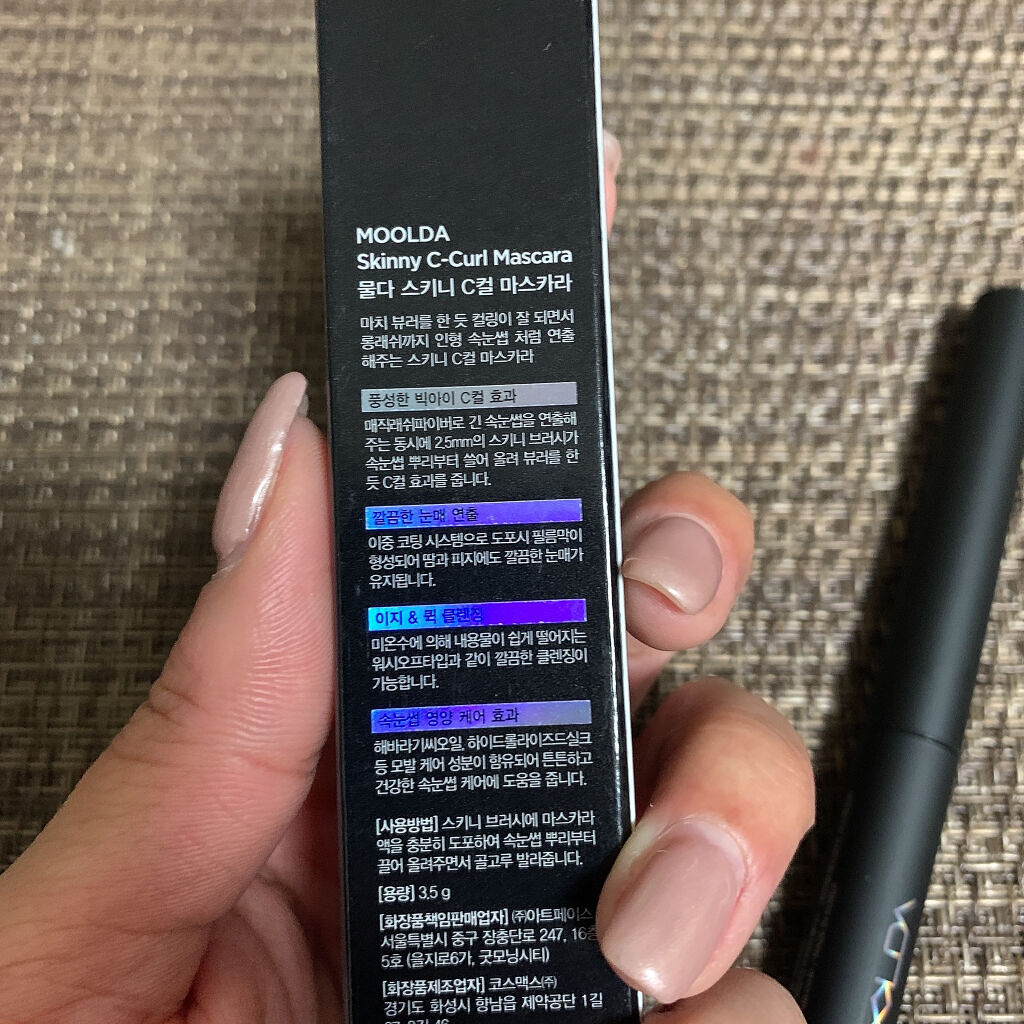 MOOLDA
Skinny C-Curl Mascara
물다 스키니 C컬 마스카라
마치 뷰러를 한 듯 컬링이 잘 되면서
롱래쉬까지 인형 속눈썹 처럼 연출
해주는 스키니 C컬 마스카라
풍성한 빅아이 C컬 효과
매직래쉬파이버로 긴 속눈썹을 연출해
주는 동시에 2.5mm의 스키니 브러시가
속눈썹 뿌리부터 쓸어 올려 뷰러를 한
듯 C컬 효과를 줍니다.
깔끔한 눈매 연출
이중 코팅 시스템으로 도포시 필름막이
형성되어 땀과 피지에도 깔끔한 눈매가
유지됩니다.
이지 & 퀵 클렌징
미온수에 의해 내용물이 쉽게 떨어지는
워시오프타입과 같이 깔끔한 클렌징이
가능합니다.
속눈썹 영양 케어 효과
해바라기씨오일, 하이드롤라이즈드실크
등 모발 케어 성분이 함유되어 튼튼하고
건강한 속눈썹 케어에 도움을 줍니다.
[사용방법] 스키니 브러시에 마스카라
액을 충분히 도포하여 속눈썹 뿌리부터
끌어 올려주면서 골고루 발라줍니다.
[용량] 3.5 g
[화장품책임판매업자] ㈜아트페이스
서울특별시 중구 장충단로 247, 16층
5호 (을지로6가, 굿모닝시티)
[화장품제조업자] 코스맥스㈜
경기도 화성시 향남읍 제약공단 1길